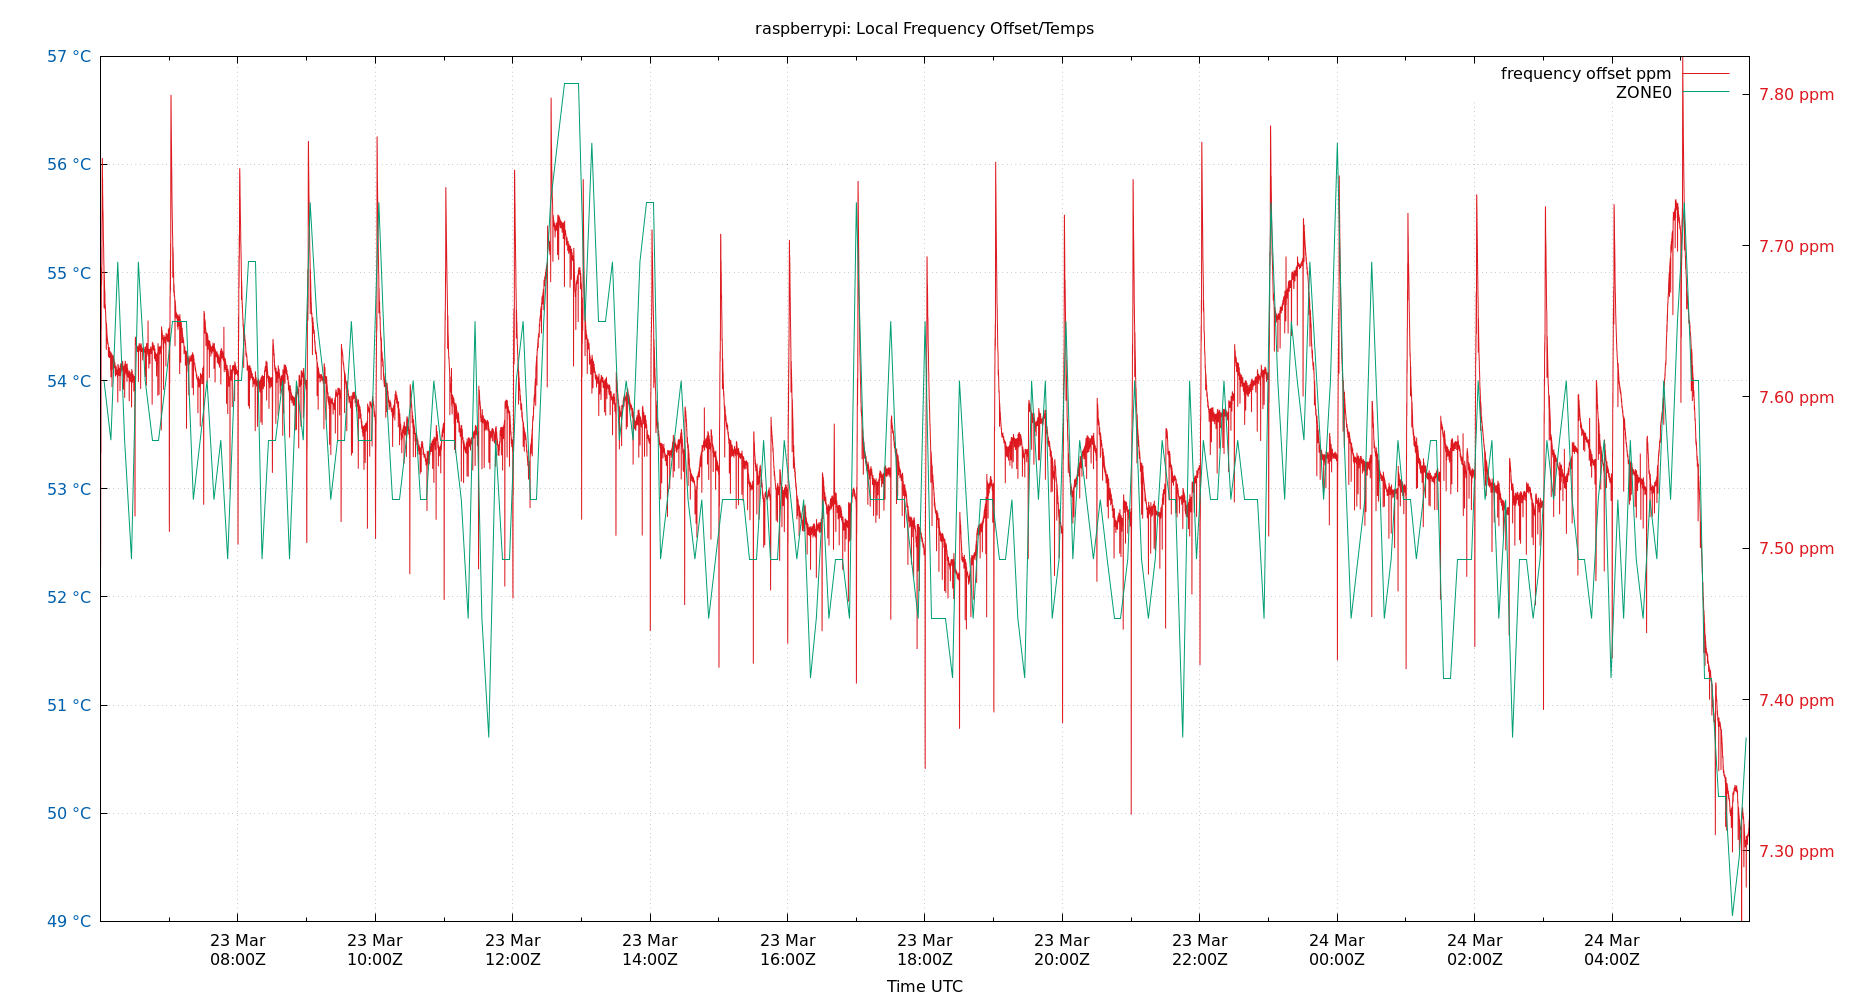 raspberrypi: Local Frequency Offset/Temps
frequency offset ppm
ZONE0
57 °C
56 °C
55 °C
54 °C
53 °C
52 °C
51 °C
50 °C
49 °C
7.80 ppm
7.70 ppm
7.60 ppm
7.50 ppm
7.40 ppm
7.30 ppm
23 Mar
08:00Z
23 Mar
10:00Z
23 Mar
12:00Z
23 Mar
14:00Z
23 Mar
16:00Z
23 Mar
18:00Z
23 Mar
20:00Z
23 Mar
22:00Z
24 Mar
00:00Z
24 Mar
02:00Z
24 Mar
04:00Z
Time UTC